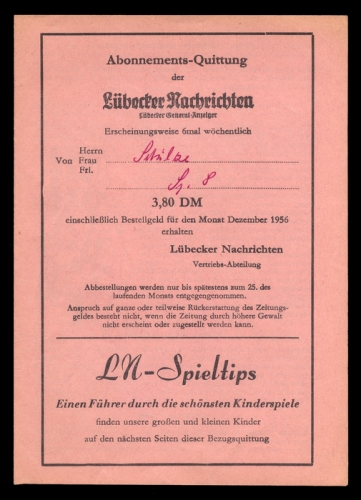 Abonnements-Quittung
der
Lübecker Nachrichten
Lübecker General-Anzeiger
Erscheinungsweise 6mal wöchentlich
Herrn
Von Frau Schulze
Frl.
3,80 DM
einschließlich Bestellgeld für den Monat Dezember 1956
erhalten
Lübecker Nachrichten
Vertriebs-Abteilung
Abbestellungen werden nur bis spätestens zum 25. des
laufenden Monats entgegengenommen.
Anspruch auf ganze oder teilweise Rückerstattung des Zeitungs-
geldes besteht nicht, wenn die Zeitung durch höhere Gewalt
nicht erscheint oder zugestellt werden kann.
LN-Spieltips
Einen Führer durch die schönsten Kinderspiele
finden unsere großen und kleinen Kinder
auf den nächsten Seiten dieser Bezugsquittung